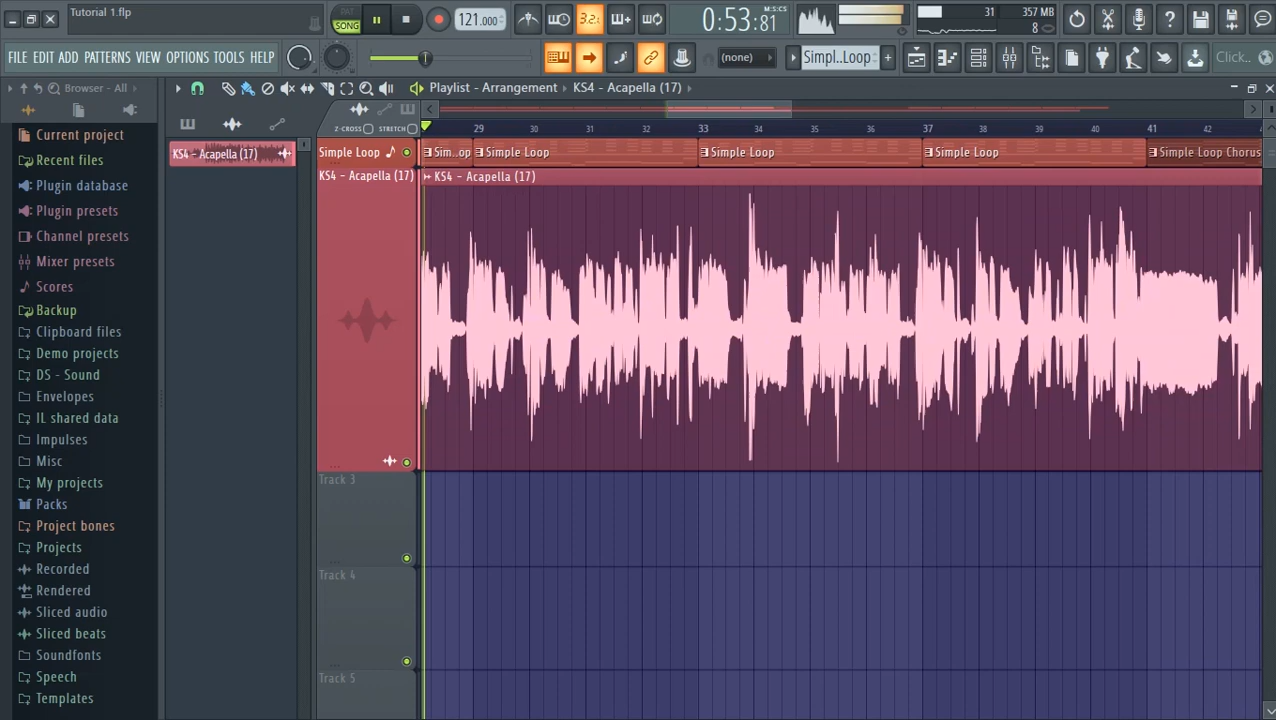 Tutorial 1.flp
PAT
SONG
121.000
32
0:53:81
M:S:CS
31
357 MB
8
FILE EDIT ADD PATTERNS VIEW OPTIONS TOOLS HELP
(none)
Simpl..Loop
Click..
Browser - All
Playlist - Arrangement
KS4 - Acapella (17)
Current project
Recent files
Plugin database
Plugin presets
Channel presets
Mixer presets
Scores
Backup
Clipboard files
Demo projects
DS - Sound
Envelopes
IL shared data
Impulses
Misc
My projects
Packs
Project bones
Projects
Recorded
Rendered
Sliced audio
Sliced beats
Soundfonts
Speech
Templates
KS4 - Acapella (17)
Z-CROSS STRETCH
29 30 31 32 33 34 35 36 37 38 39 40 41 42
Simple Loop
Sim..op Simple Loop Simple Loop Simple Loop Simple Loop Chorus
KS4 - Acapella (17)
KS4 - Acapella (17)
Track 3
Track 4
Track 5